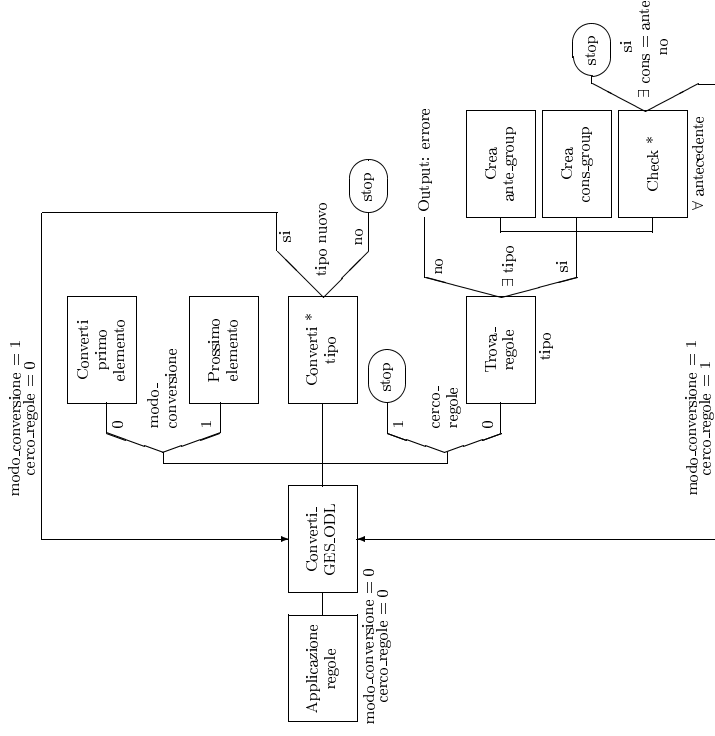 Applicazione
regole
modo_conversione = 0
cerco_regole = 0
Converti_
GES_ODL
modo_conversione = 1
cerco_regole = 0
Converti
primo
elemento
0
modo_
conversione
1
Prossimo
elemento
Converti *
tipo
si
tipo nuovo
no
stop
stop
1
cerco_
regole
0
Trova_
regole
tipo
no
∃ tipo
si
Output: errore
Crea
ante_group
Crea
cons_group
Check *
∀ antecedente
stop
si
∃ cons = ante
no
modo_conversione = 1
cerco_regole = 1